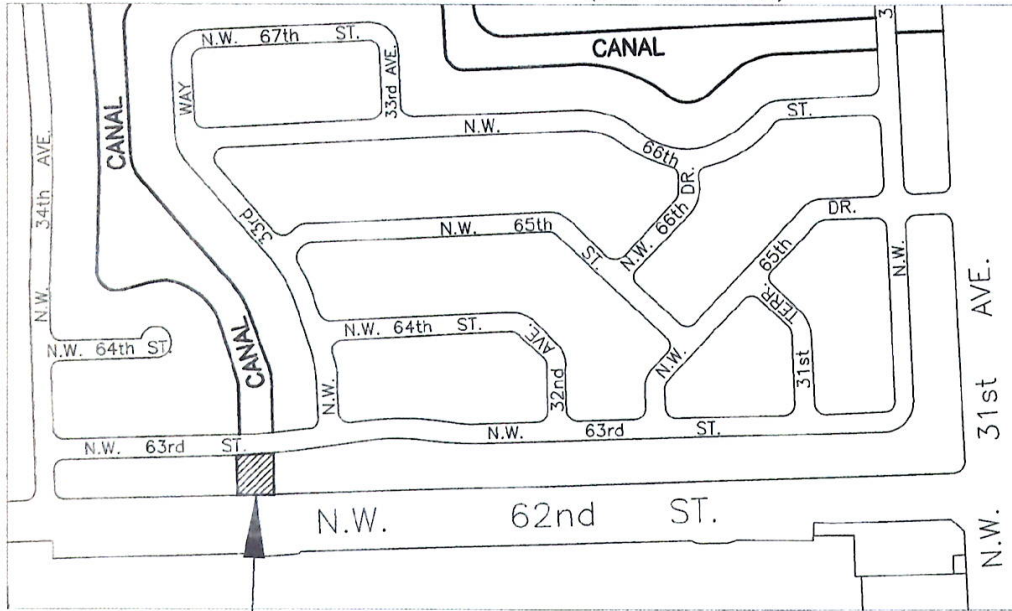 CANAL
N.W. 67th ST.
33rd AVE.
WAY
CANAL
N.W. 34th AVE.
3
N.W. 66th ST.
33rd
N.W. 66th DR.
N.W. 65th ST.
65th DR.
N.W.
N.W. 64th ST.
31st TERR.
N.W. 64th ST.
CANAL
32nd AVE.
N.W.
N.W.
N.W. 31st AVE.
N.W. 63rd ST.
N.W. 63rd ST.
N.W. 62nd ST.